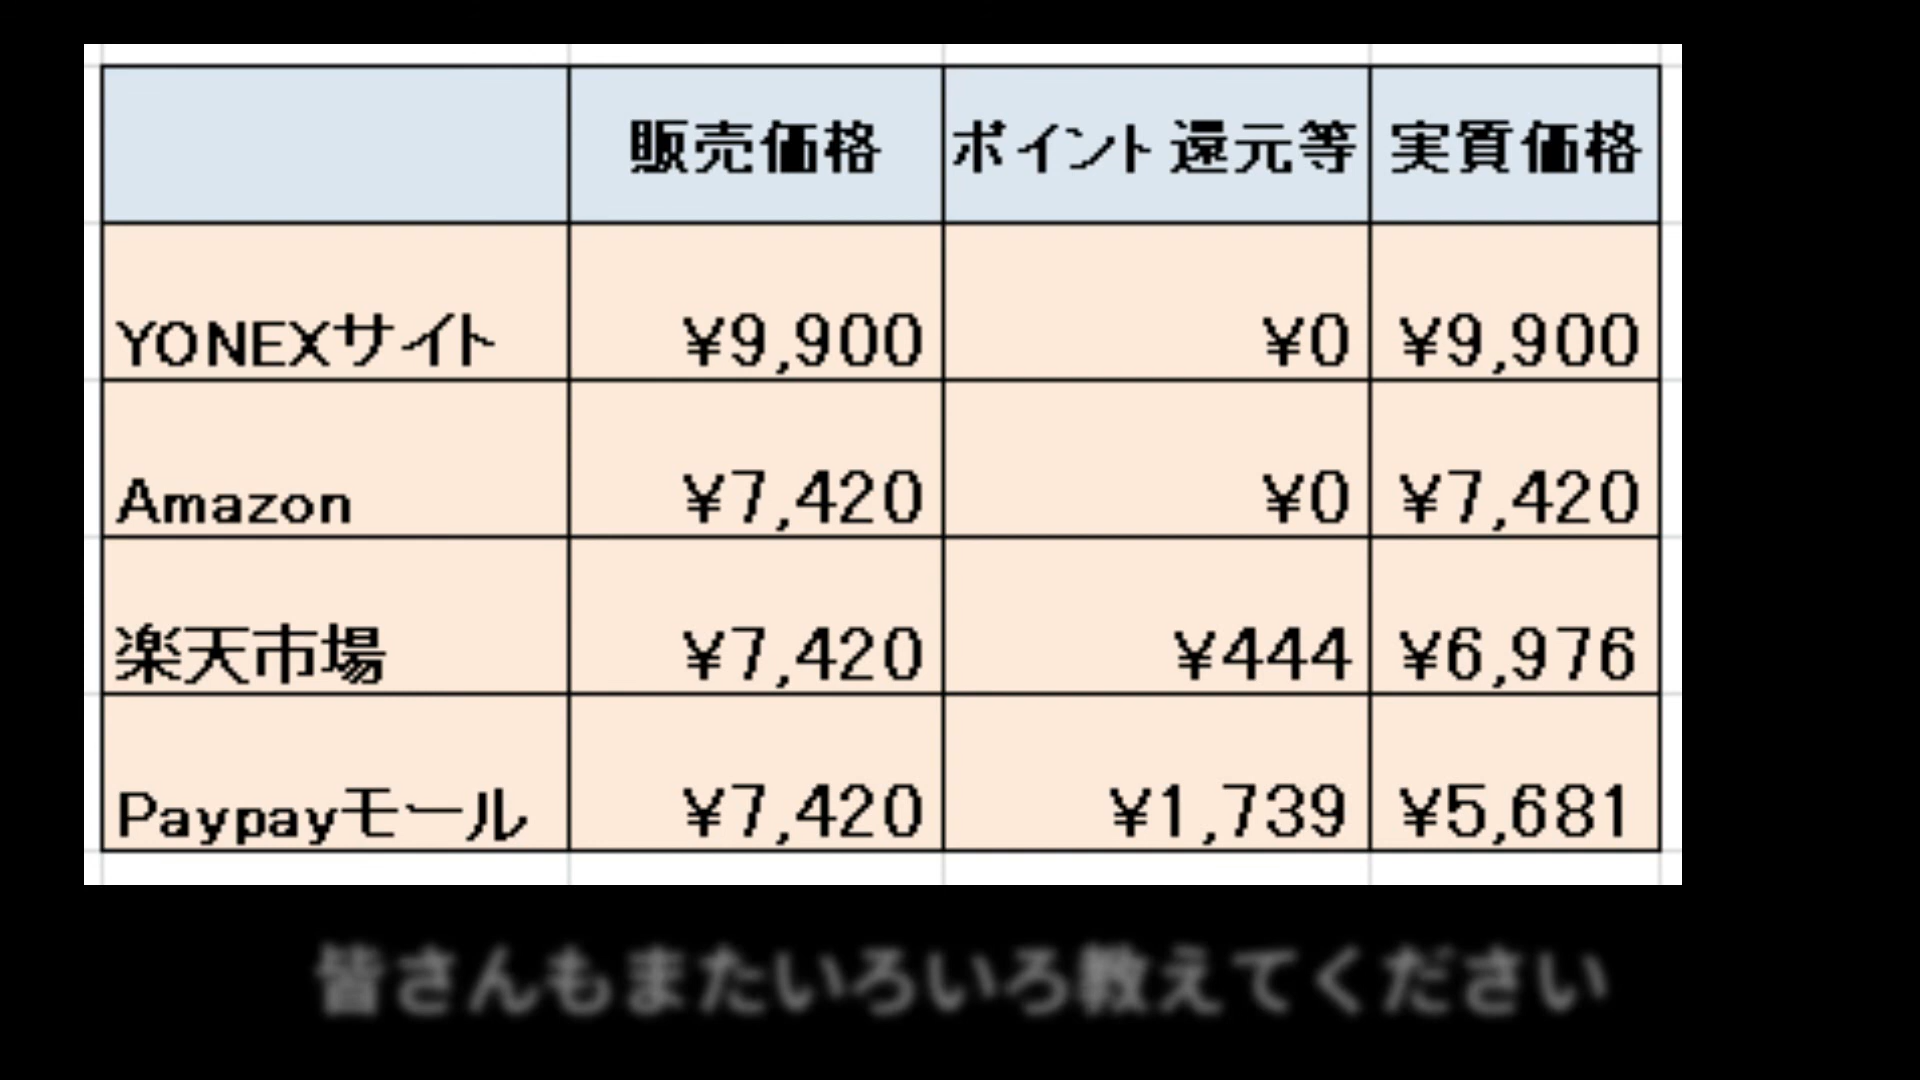 販売価格 ポイント還元等 実質価格
YONEXサイト ¥9,900 ¥0 ¥9,900
Amazon ¥7,420 ¥0 ¥7,420
楽天市場 ¥7,420 ¥444 ¥6,976
Paypayモール ¥7,420 ¥1,739 ¥5,681
皆さんもまたいろいろ教えてください